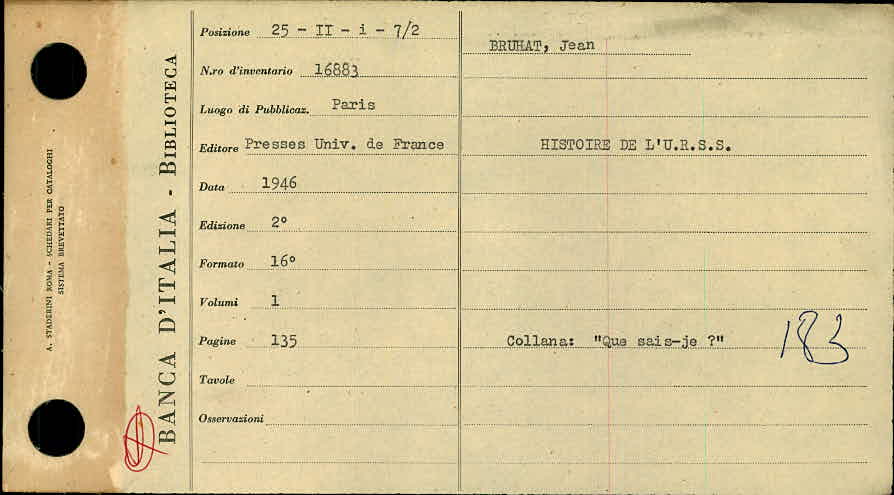 A. STADERINI ROMA - SCHEDARI PER CATALOGHI
SISTEMA BREVETTATO
BANCA D'ITALIA - BIBLIOTECA
Posizione 25 - II - i - 7/2
N.ro d'inventario 16883
Luogo di Pubblicaz. Paris
Editore Presses Univ. de France
Data 1946
Edizione 2°
Formato 16°
Volumi 1
Pagine 135
Tavole
Osservazioni
BRUHAT, Jean
HISTOIRE DE L'U.R.S.S.
Collana: "Que sais-je ?"
183